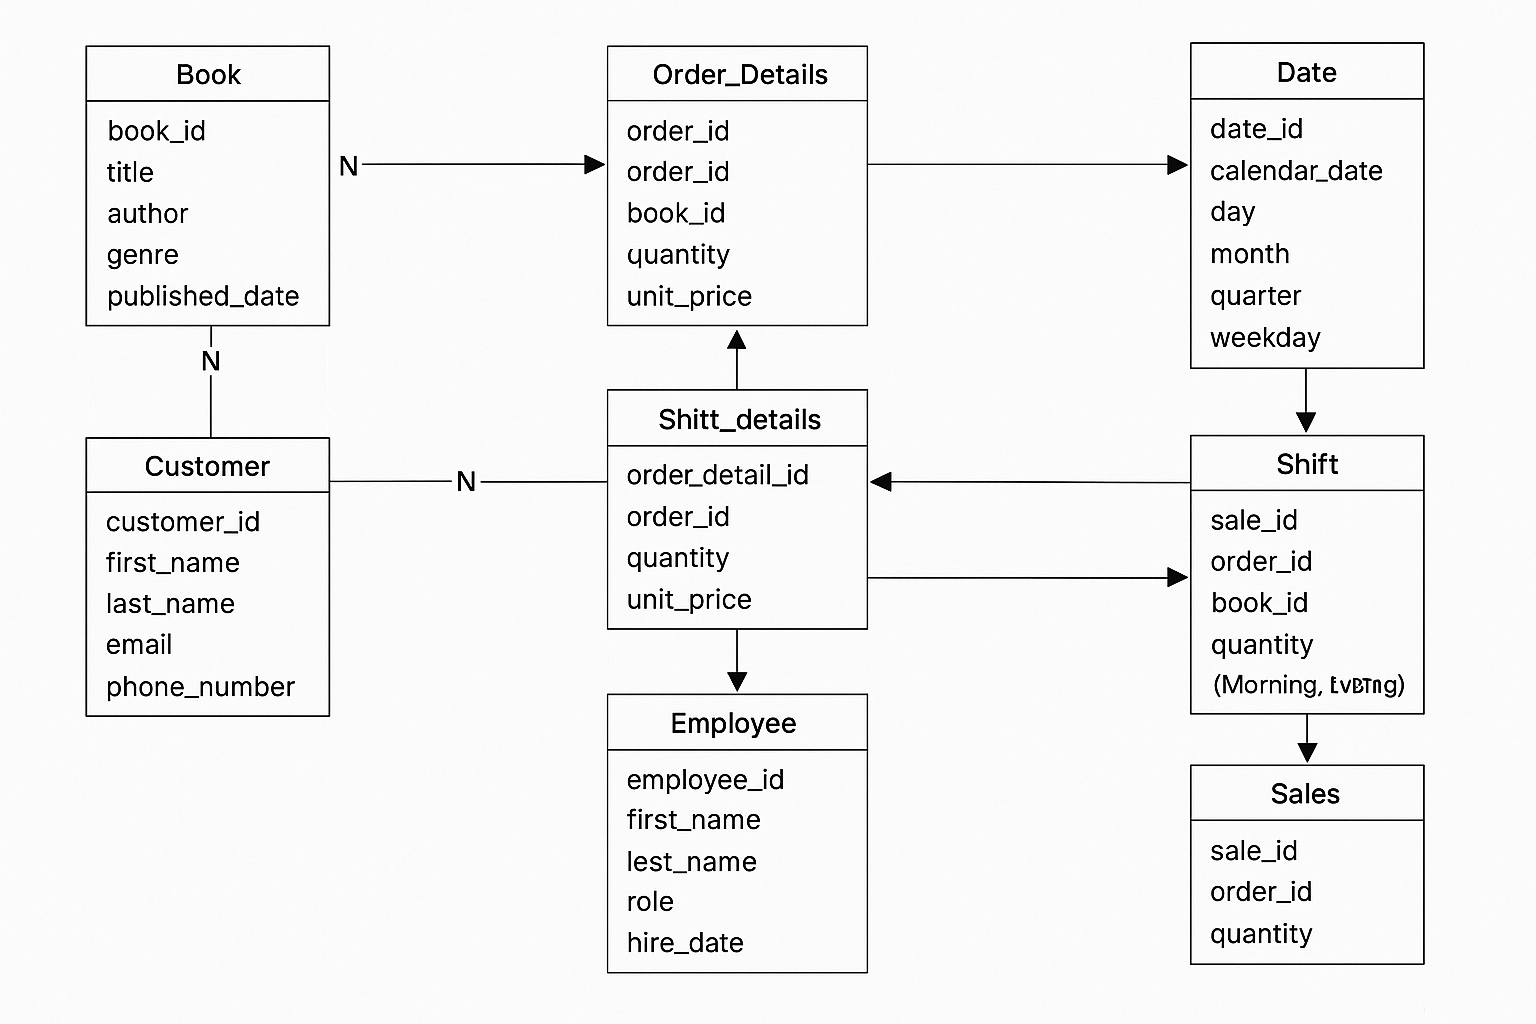 Book
book_id
title
author
genre
published_date
N
N
Customer
customer_id
first_name
last_name
email
phone_number
N
Order_Details
order_id
order_id
book_id
quantity
unit_price
Shitt_details
order_detail_id
order_id
quantity
unit_price
Employee
employee_id
first_name
lest_name
role
hire_date
Date
date_id
calendar_date
day
month
quarter
weekday
Shift
sale_id
order_id
book_id
quantity
(Morning,
Sales
sale_id
order_id
quantity